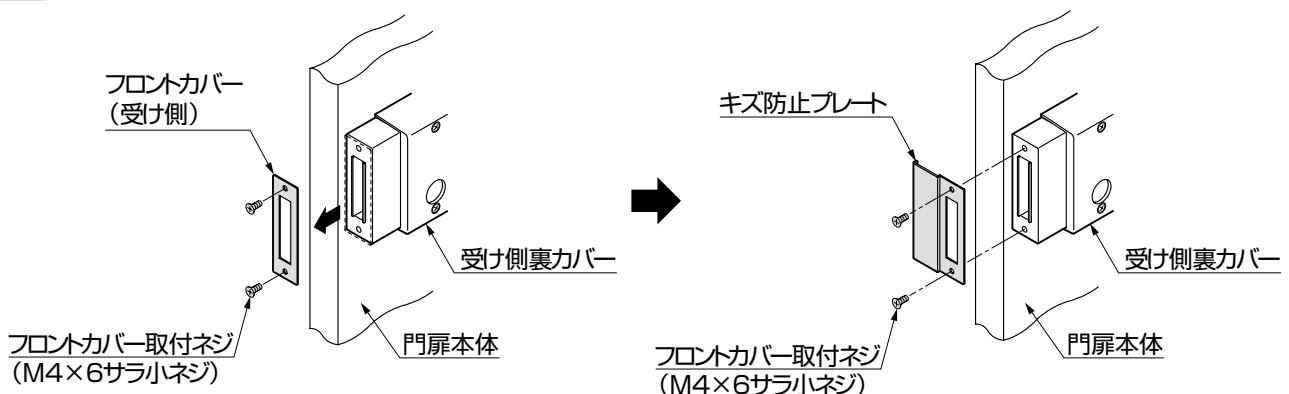 フロントカバー
（受け側）
受け側裏カバー
門扉本体
フロントカバー取付ネジ
（M4×6サラ小ネジ）
キズ防止プレート
受け側裏カバー
門扉本体
フロントカバー取付ネジ
（M4×6サラ小ネジ）